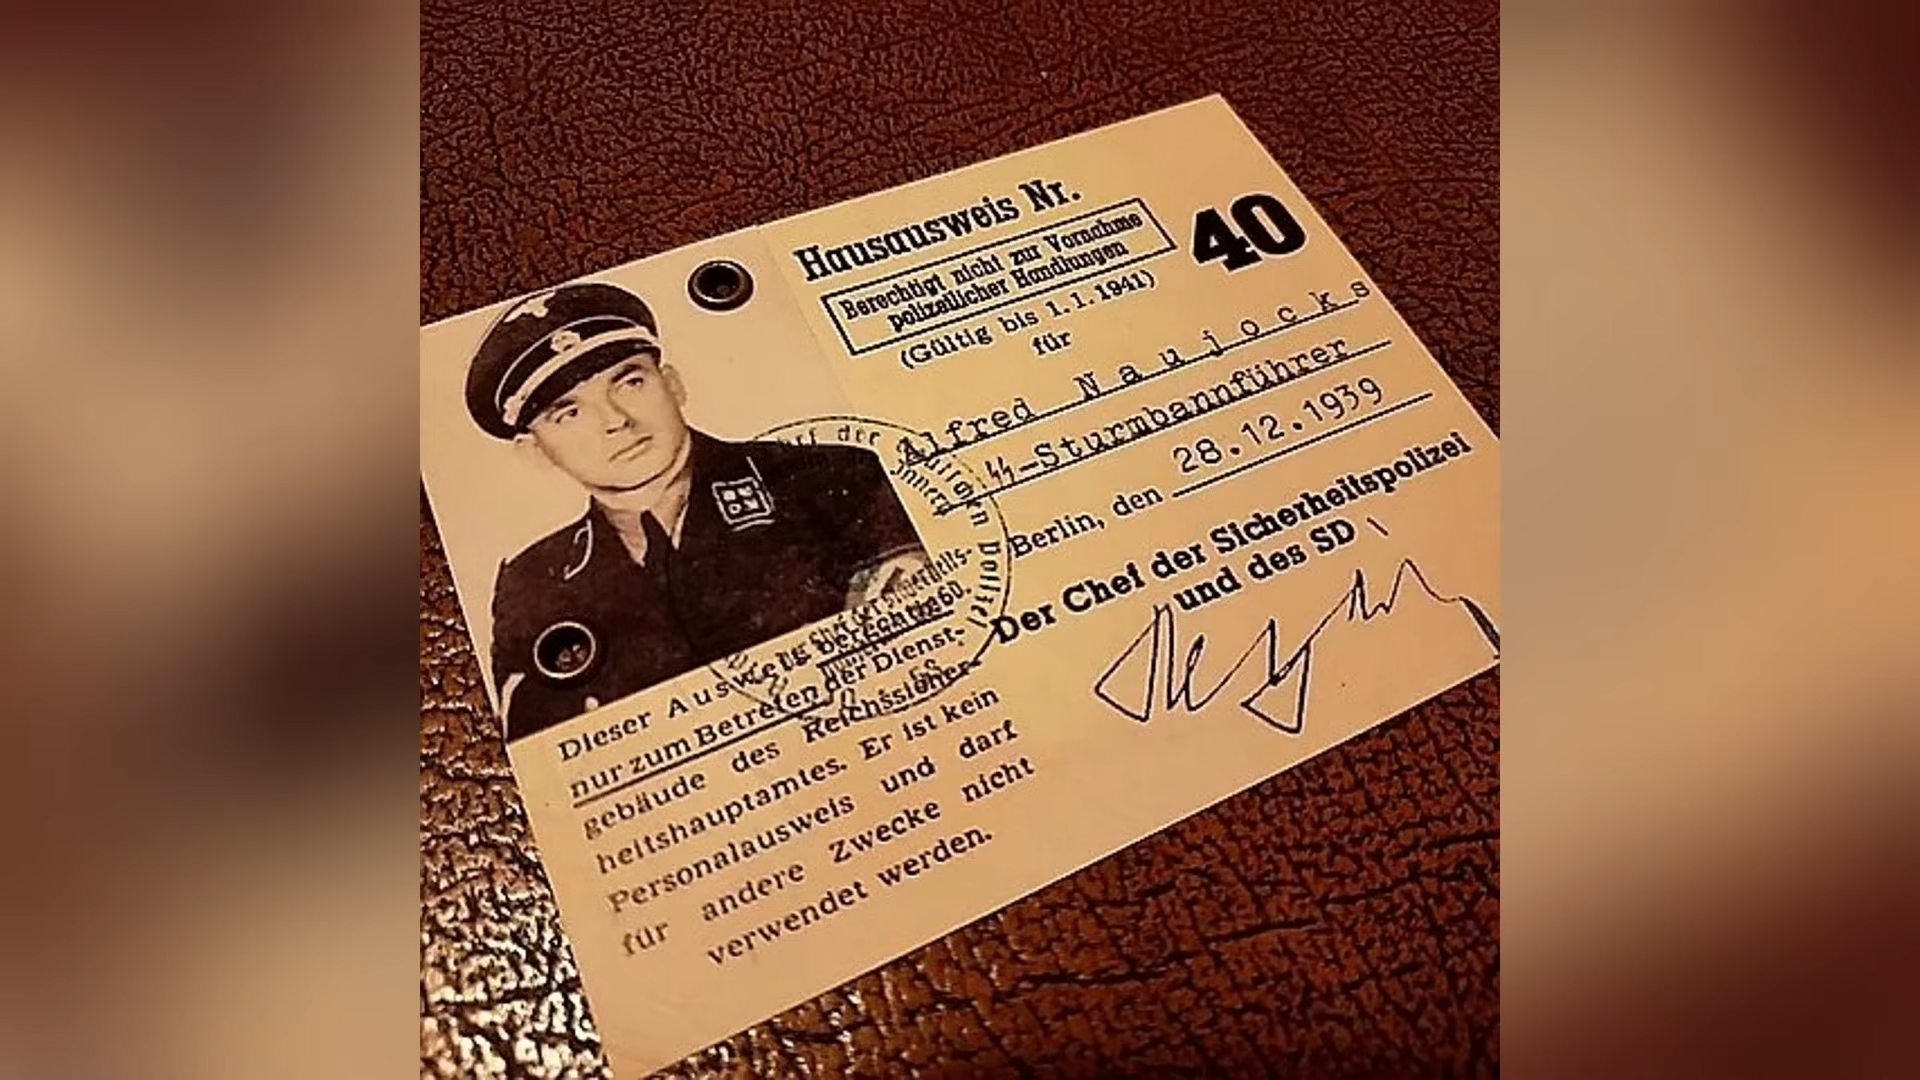 Hausausweis Nr.
40
Berechtigt nicht zur Vornahme
polizeilicher Handlungen
(Gültig bis 1.1.1941)
für
Alfred Naujocks
SS-Sturmbannführer
Berlin, den 28.12.1939
Der Chef der Sicherheitspolizei
und des SD
Dieser Ausweis berechtigt
nur zum Betreten der Dienst-
gebäude des Reichssicher-
heitshauptamtes. Er ist kein
Personalausweis und darf
für andere Zwecke nicht
verwendet werden.